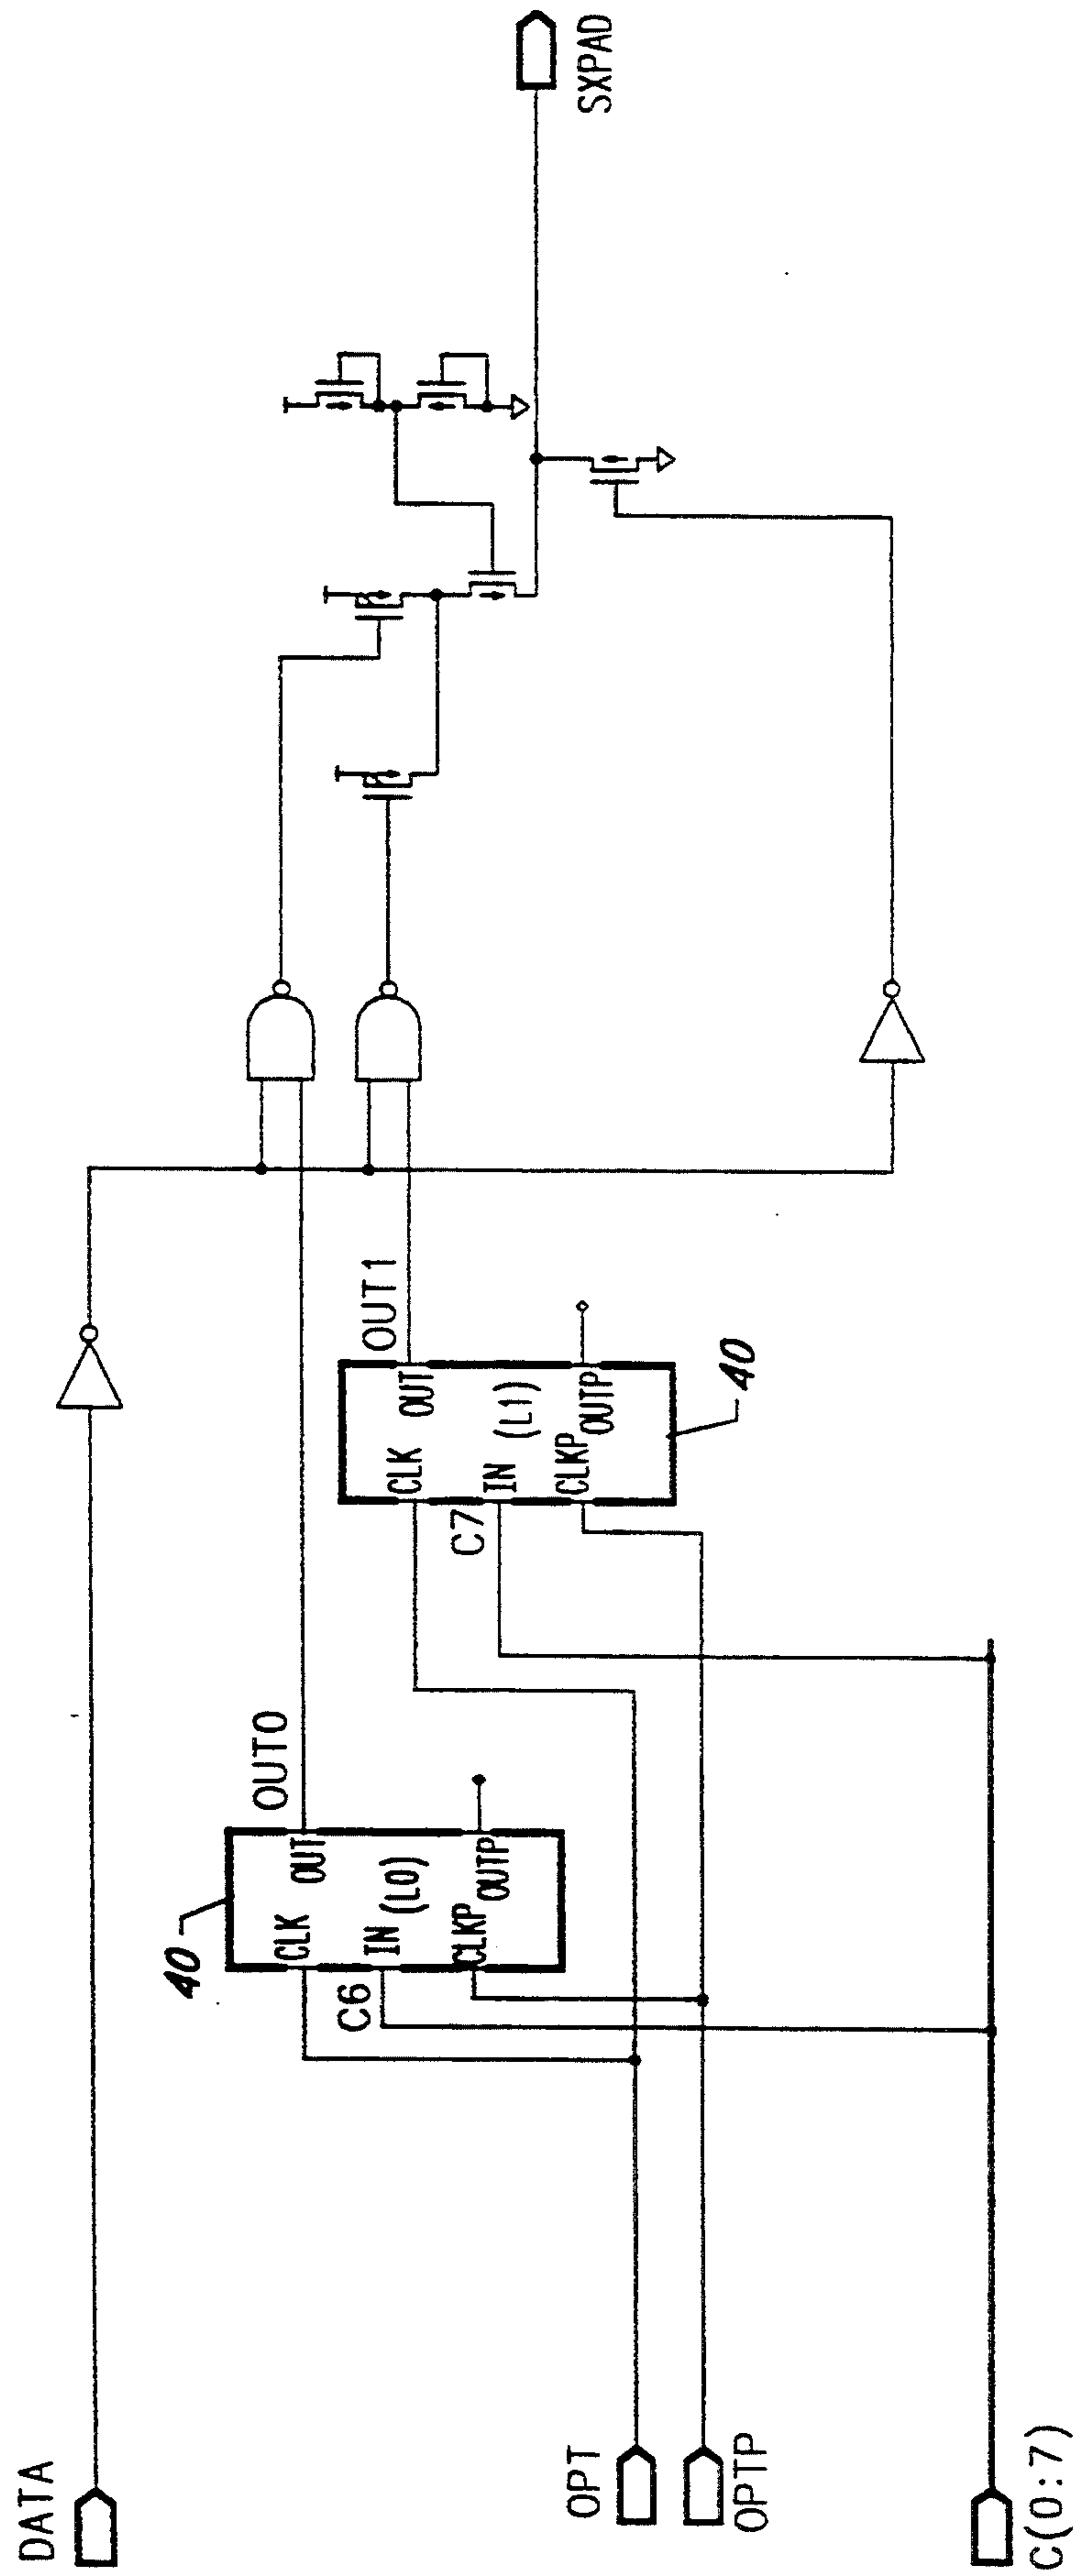 DATA
OPT
OPTP
C(0:7)
40
C6
CLK
IN
CLKP
(L0)
OUT
OUTP
OUT0
C7
CLK
IN
CLKP
(L1)
OUT
OUTP
OUT1
40
SXPAD